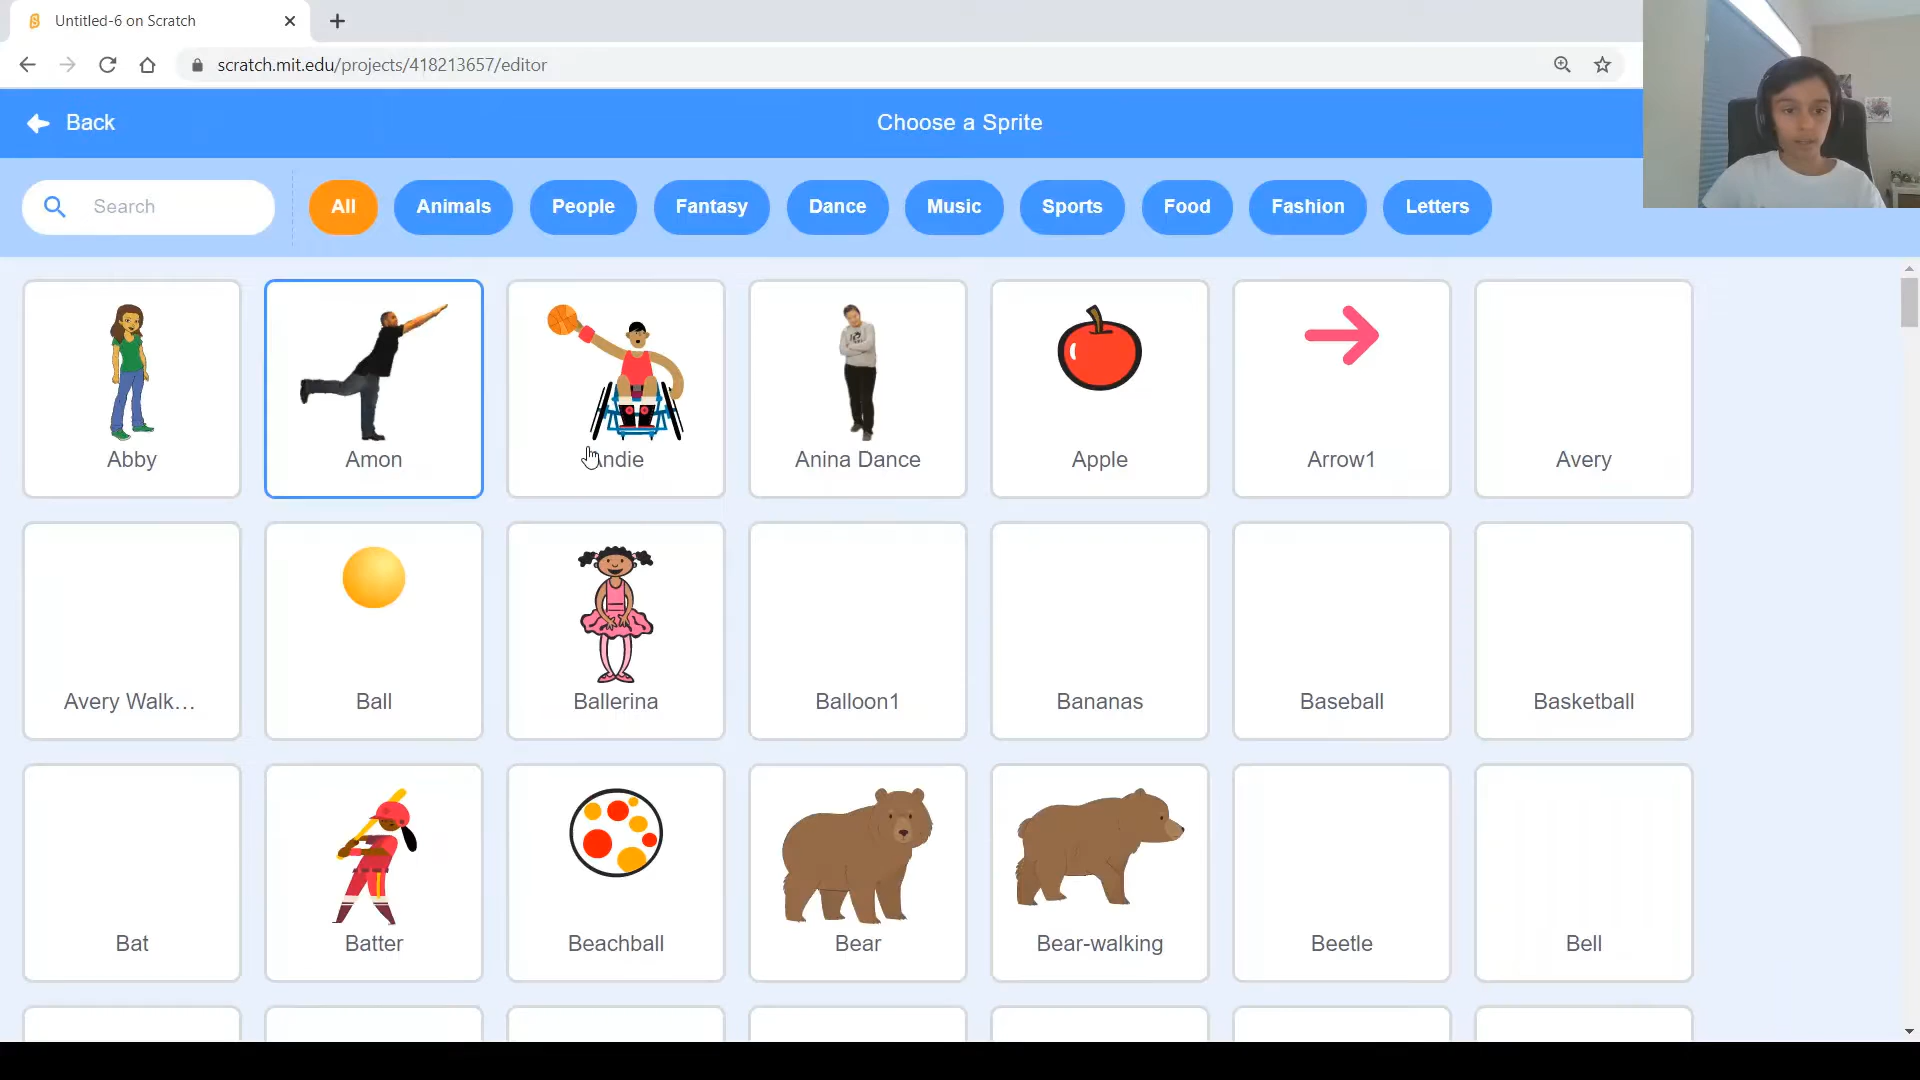 Untitled-6 on Scratch
scratch.mit.edu/projects/418213657/editor
Back
Choose a Sprite
Search
All
Animals
People
Fantasy
Dance
Music
Sports
Food
Fashion
Letters
Abby
Amon
Andie
Anina Dance
Apple
Arrow1
Avery
Avery Walk...
Ball
Ballerina
Balloon1
Bananas
Baseball
Basketball
Bat
Batter
Beachball
Bear
Bear-walking
Beetle
Bell